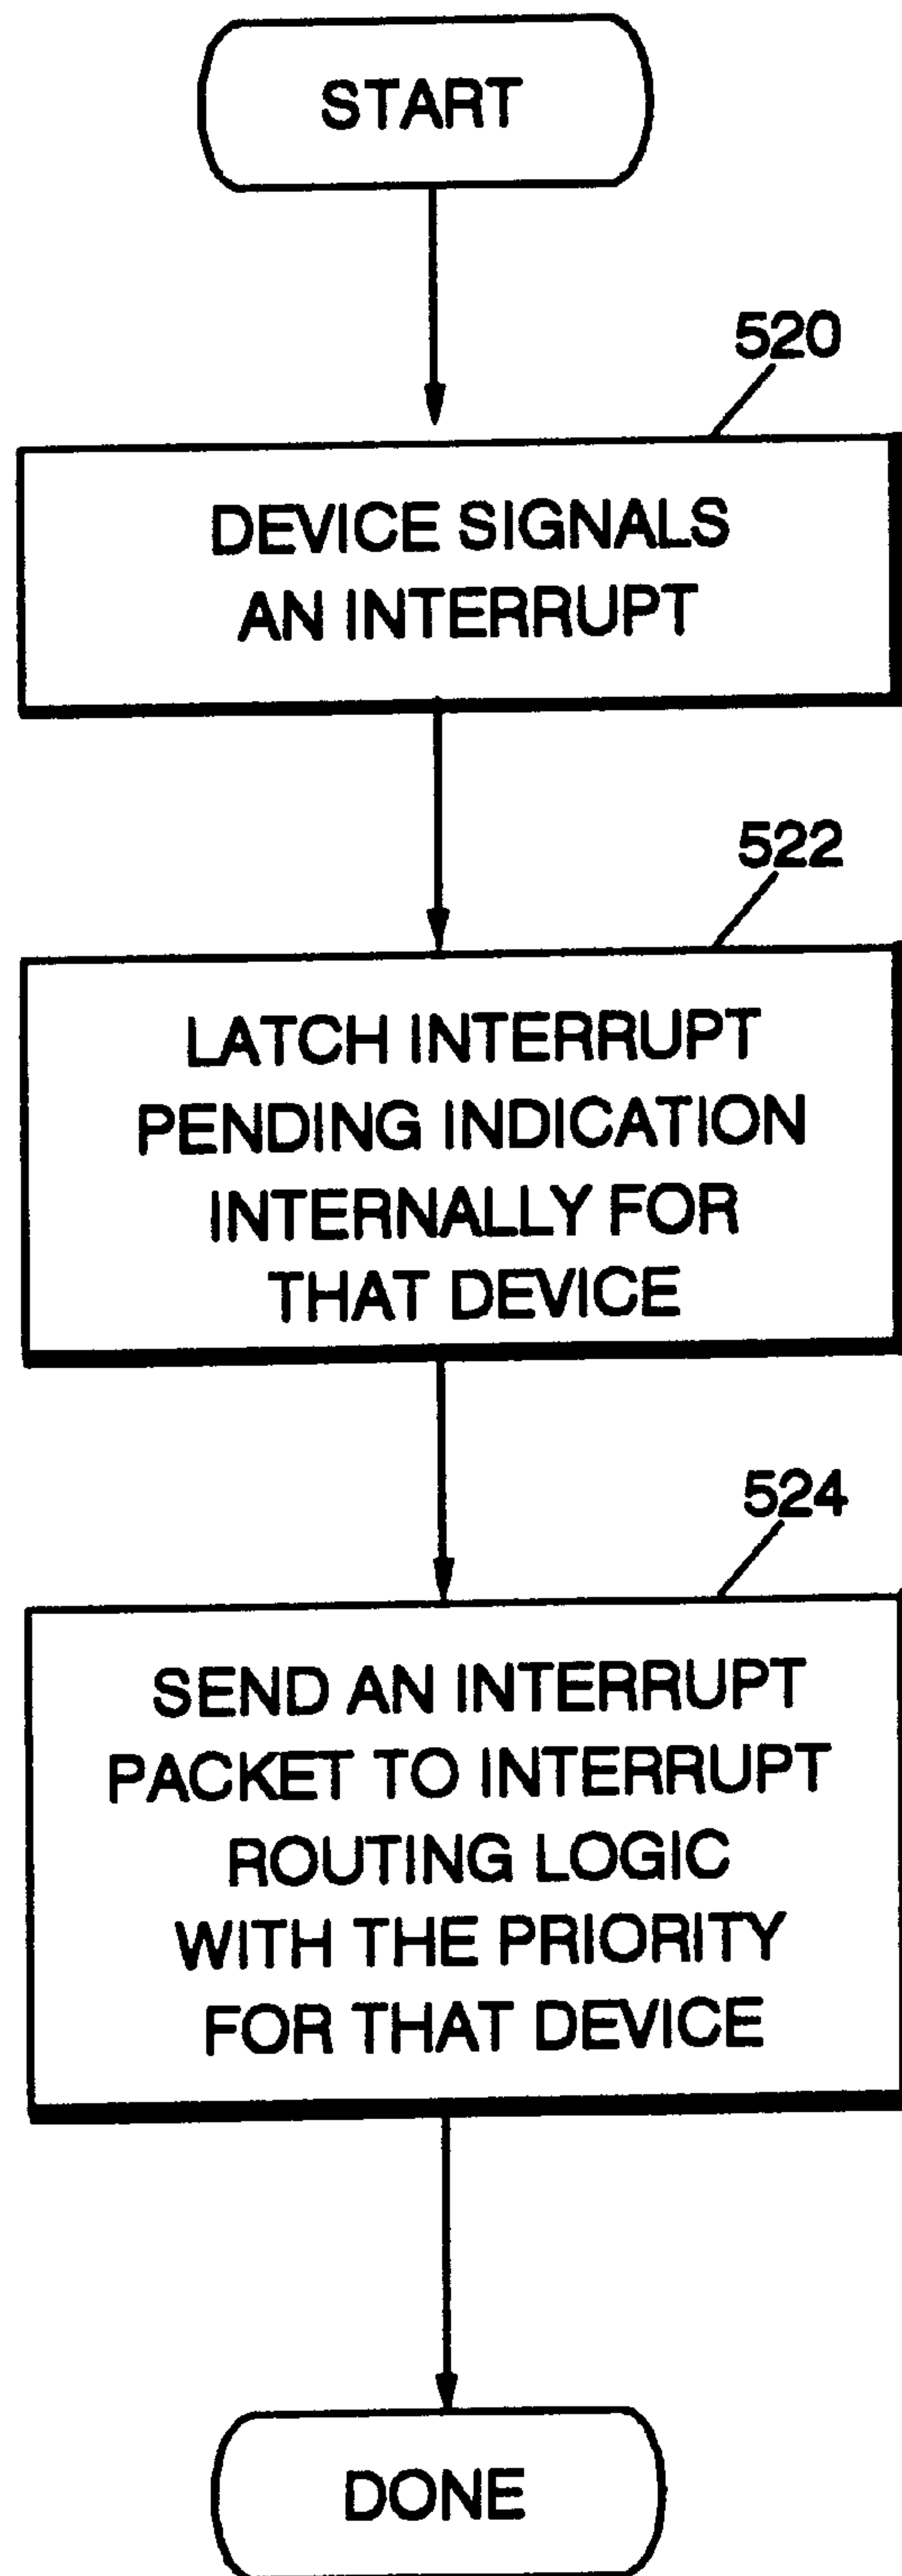 START
520
DEVICE SIGNALS
AN INTERRUPT
522
LATCH INTERRUPT
PENDING INDICATION
INTERNALLY FOR
THAT DEVICE
524
SEND AN INTERRUPT
PACKET TO INTERRUPT
ROUTING LOGIC
WITH THE PRIORITY
FOR THAT DEVICE
DONE